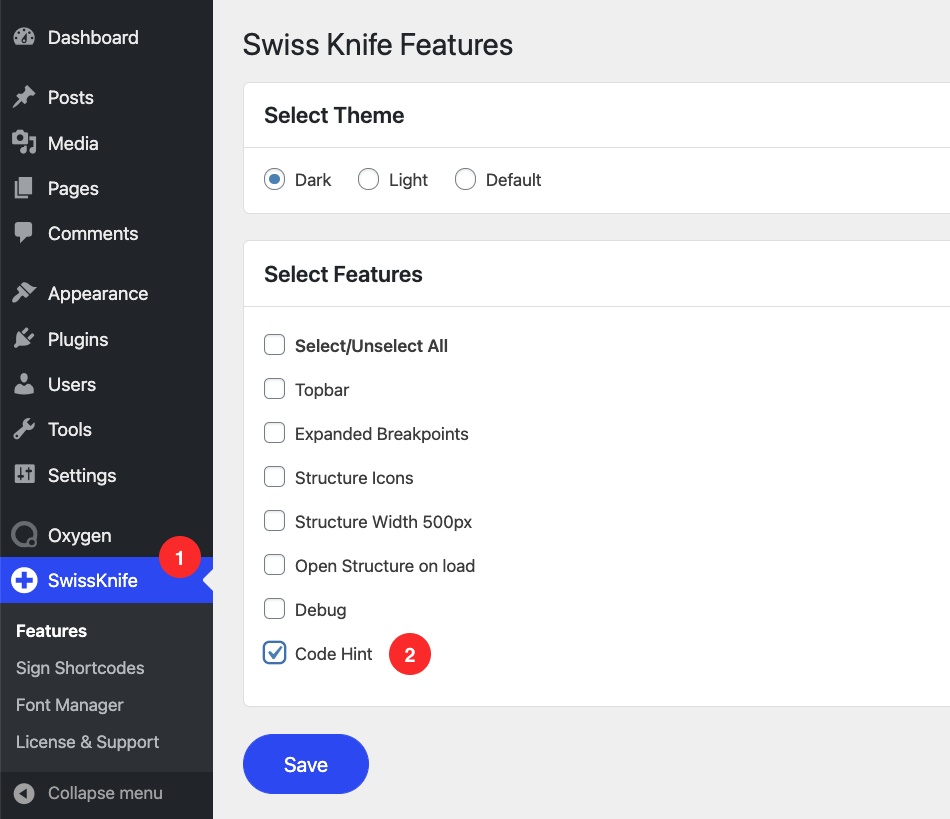 Dashboard
Posts
Media
Pages
Comments
Appearance
Plugins
Users
Tools
Settings
Oxygen
1
SwissKnife
Features
Sign Shortcodes
Font Manager
License & Support
Collapse menu
Swiss Knife Features
Select Theme
Dark Light Default
Select Features
Select/Unselect All
Topbar
Expanded Breakpoints
Structure Icons
Structure Width 500px
Open Structure on load
Debug
Code Hint 2
Save